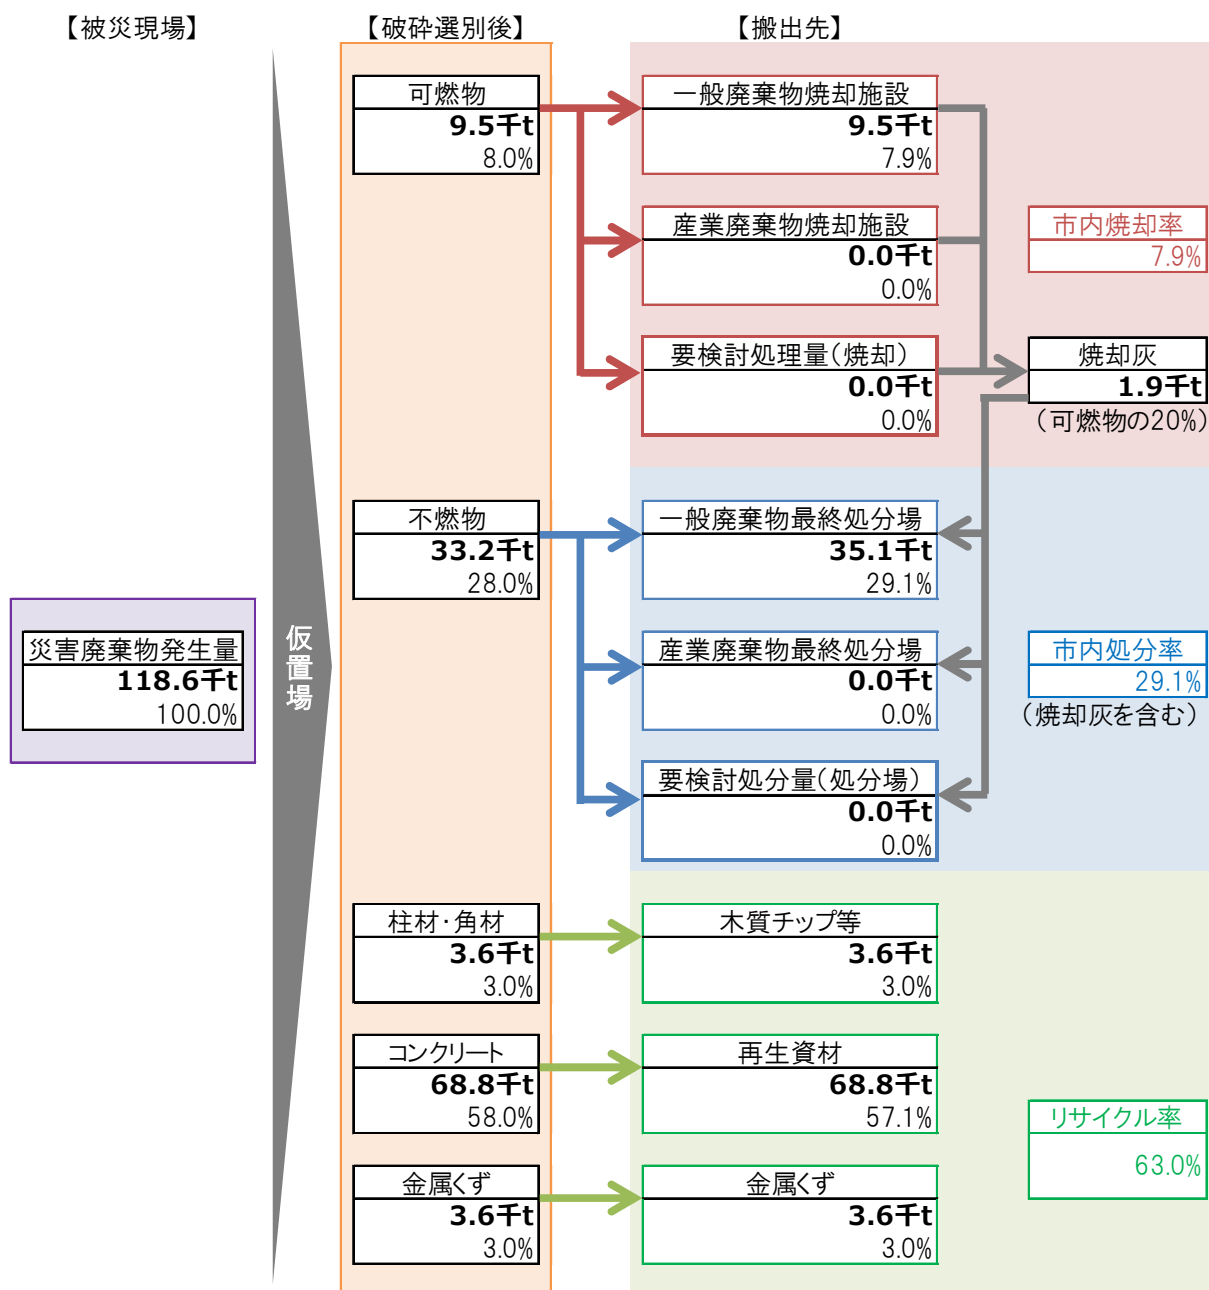 【被災現場】
【破砕選別後】
【搬出先】
災害廃棄物発生量
118.6千t
100.0%
仮置場
可燃物
9.5千t
8.0%
不燃物
33.2千t
28.0%
柱材・角材
3.6千t
3.0%
コンクリート
68.8千t
58.0%
金属くず
3.6千t
3.0%
一般廃棄物焼却施設
9.5千t
7.9%
産業廃棄物焼却施設
0.0千t
0.0%
要検討処理量(焼却)
0.0千t
0.0%
一般廃棄物最終処分場
35.1千t
29.1%
産業廃棄物最終処分場
0.0千t
0.0%
要検討処分量(処分場)
0.0千t
0.0%
木質チップ等
3.6千t
3.0%
再生資材
68.8千t
57.1%
金属くず
3.6千t
3.0%
市内焼却率
7.9%
焼却灰
1.9千t
(可燃物の20%)
市内処分率
29.1%
(焼却灰を含む)
リサイクル率
63.0%